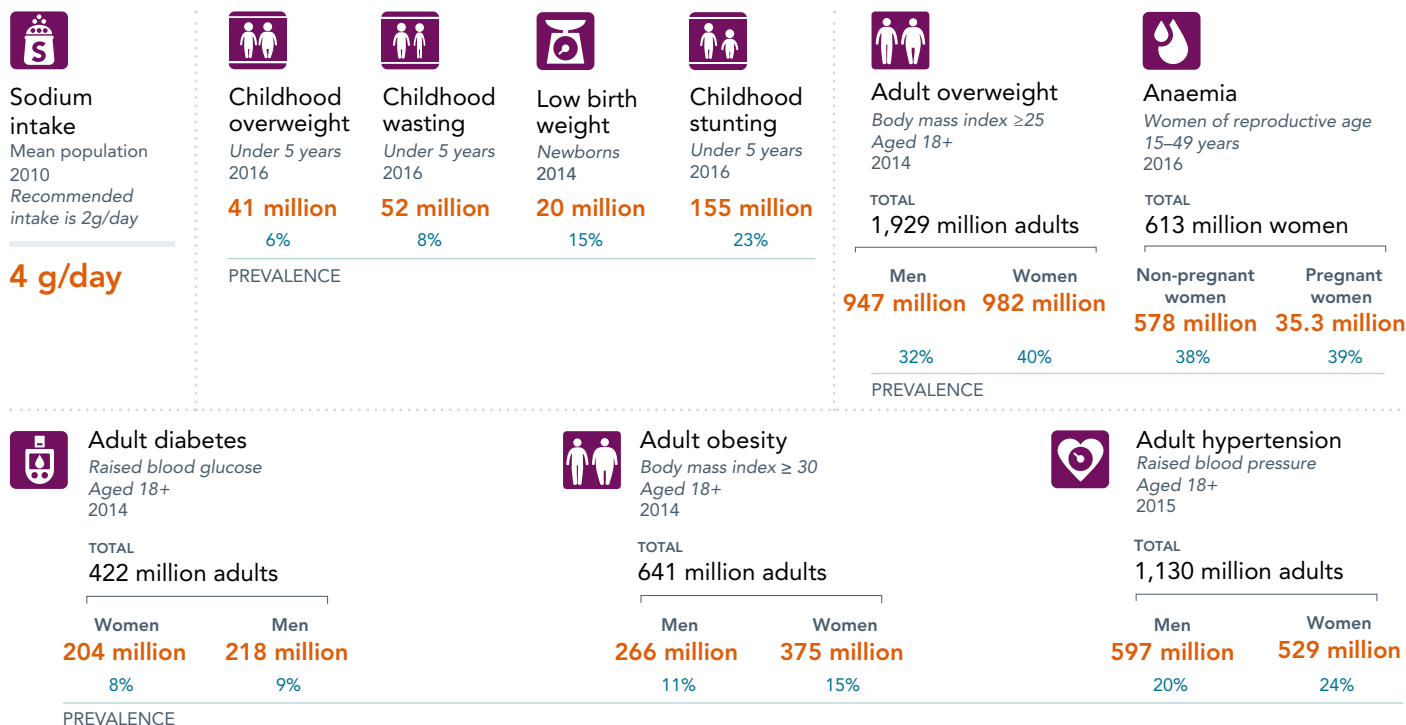 S
Sodium
intake
Mean population
2010
Recommended
intake is 2g/day
4 g/day
Childhood
overweight
Under 5 years
2016
41 million
6%
Childhood
wasting
Under 5 years
2016
52 million
8%
Low birth
weight
Newborns
2014
20 million
15%
Childhood
stunting
Under 5 years
2016
155 million
23%
PREVALENCE
Adult overweight
Body mass index ≥25
Aged 18+
2014
TOTAL
1,929 million adults
Men
947 million
32%
Women
982 million
40%
Anaemia
Women of reproductive age
15–49 years
2016
TOTAL
613 million women
Non-pregnant
women
578 million
38%
Pregnant
women
35.3 million
39%
PREVALENCE
Adult diabetes
Raised blood glucose
Aged 18+
2014
TOTAL
422 million adults
Women
204 million
8%
Men
218 million
9%
Adult obesity
Body mass index ≥ 30
Aged 18+
2014
TOTAL
641 million adults
Men
266 million
11%
Women
375 million
15%
Adult hypertension
Raised blood pressure
Aged 18+
2015
TOTAL
1,130 million adults
Men
597 million
20%
Women
529 million
24%
PREVALENCE